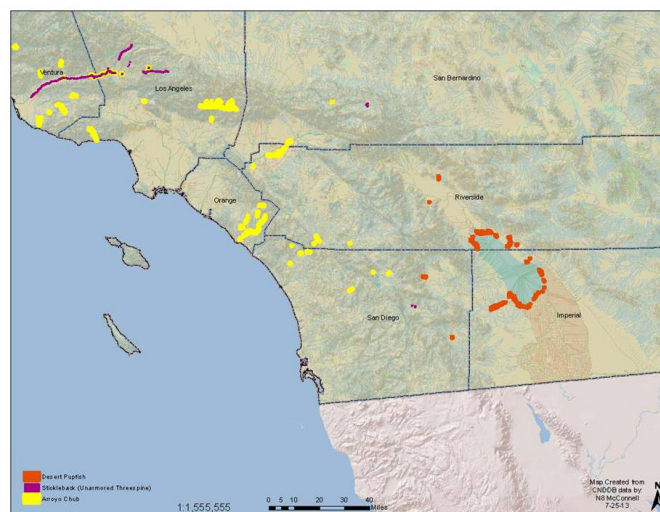 San Bernardino
Ventura
Los Angeles
Riverside
Orange
Imperial
San Diego
Desert Pupfish
Stickleback (Unarmored Threespine)
Arroyo Chub
1:1,555,555
0 5 10 20 30 40
Miles
Map Created from
CNDDB data by:
NB McConnell
7-25-13
N